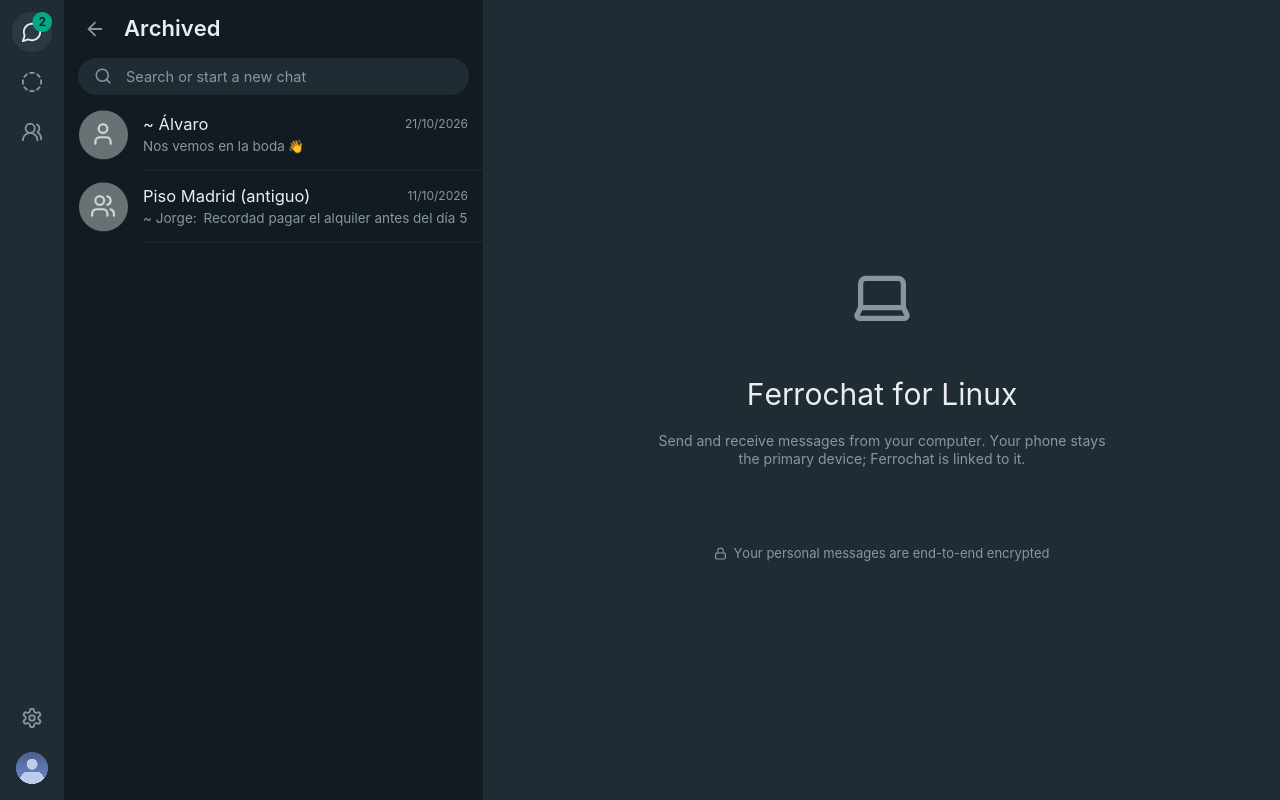 2
Archived
Search or start a new chat
~ Álvaro
21/10/2026
Nos vemos en la boda 👋
Piso Madrid (antiguo)
11/10/2026
~ Jorge: Recordad pagar el alquiler antes del día 5
Ferrochat for Linux
Send and receive messages from your computer. Your phone stays
the primary device; Ferrochat is linked to it.
Your personal messages are end-to-end encrypted